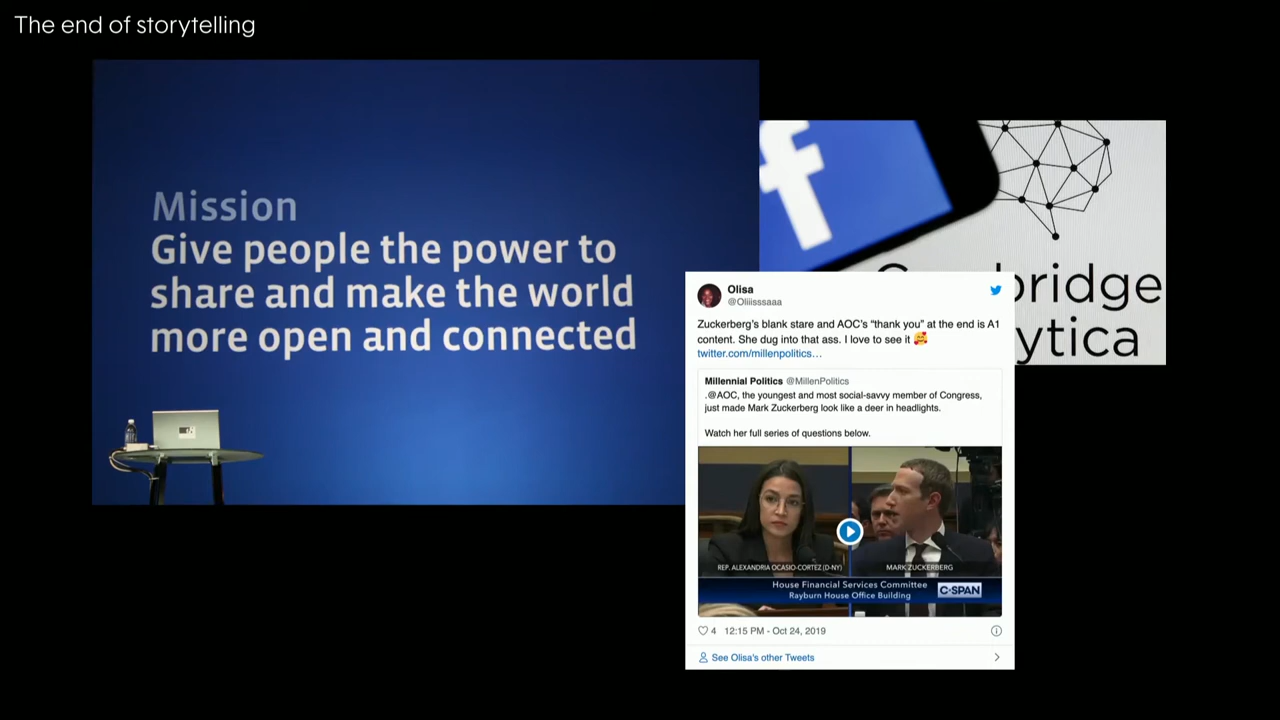 The end of storytelling
Mission
Give people the power to
share and make the world
more open and connected
f
bridge
ytica
Olisa
@Oliiisssaaa
Zuckerberg's blank stare and AOC's “thank you” at the end is A1
content. She dug into that ass. I love to see it 🥰
twitter.com/millenpolitics…
Millennial Politics @MillenPolitics
.@AOC, the youngest and most social-savvy member of Congress,
just made Mark Zuckerberg look like a deer in headlights.
Watch her full series of questions below.
REP. ALEXANDRIA OCASIO-CORTEZ (D-NY)
MARK ZUCKERBERG
House Financial Services Committee
Rayburn House Office Building
C-SPAN
4 12:15 PM - Oct 24, 2019
See Olisa's other Tweets